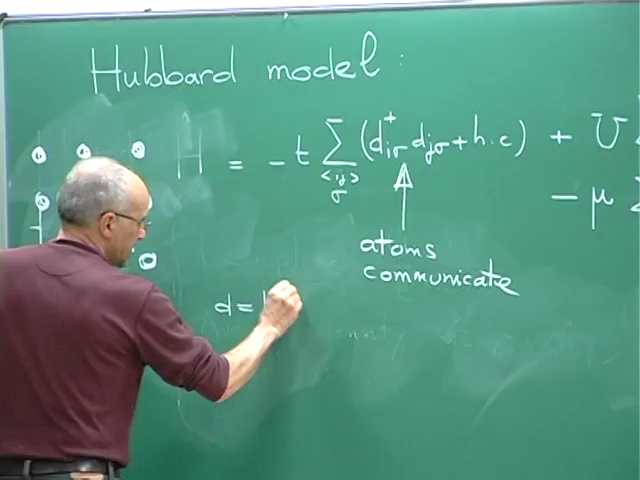 Hubbard model :
H = - t Σ (d⁺iσ djσ + h.c) + U
<ij>
σ
- μ Σ
atoms
communicate
d =